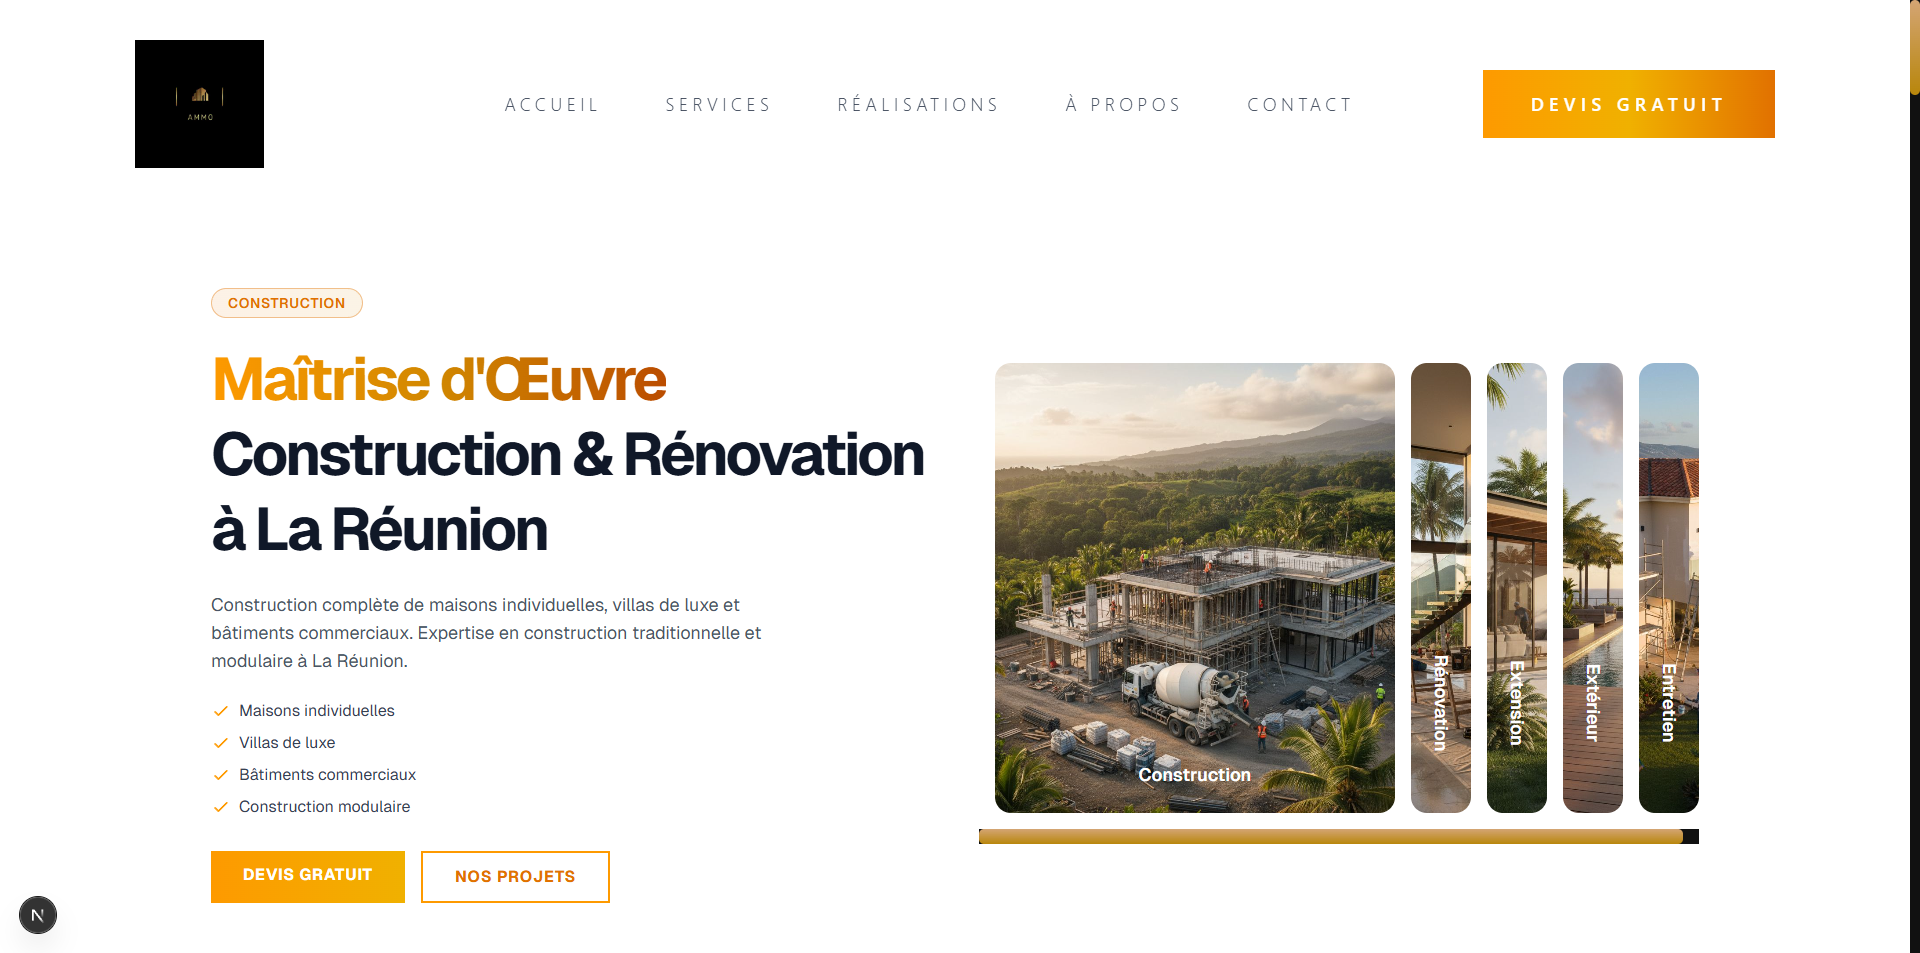 AMMO
ACCUEIL
SERVICES
RÉALISATIONS
À PROPOS
CONTACT
DEVIS GRATUIT
CONSTRUCTION
Maîtrise d'Œuvre
Construction & Rénovation
à La Réunion
Construction complète de maisons individuelles, villas de luxe et
bâtiments commerciaux. Expertise en construction traditionnelle et
modulaire à La Réunion.
Maisons individuelles
Villas de luxe
Bâtiments commerciaux
Construction modulaire
DEVIS GRATUIT
NOS PROJETS
Construction
Rénovation
Extension
Extérieur
Entretien
N